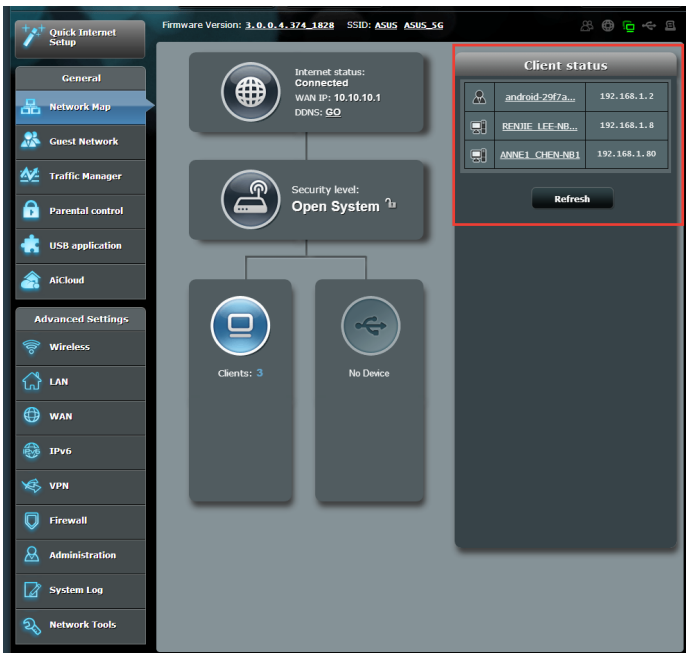 Quick Internet
Setup
Firmware Version: 3.0.0.4.374_1828 SSID: ASUS ASUS_5G
General
Network Map
Guest Network
Traffic Manager
Parental control
USB application
AiCloud
Advanced Settings
Wireless
LAN
WAN
IPv6
VPN
Firewall
Administration
System Log
Network Tools
Internet status:
Connected
WAN IP: 10.10.10.1
DDNS: GO
Security level:
Open System
Clients: 3
No Device
Client status
android-29f7a... 192.168.1.2
RENJIE_LEE-NB... 192.168.1.8
ANNE1_CHEN-NB1 192.168.1.80
Refresh